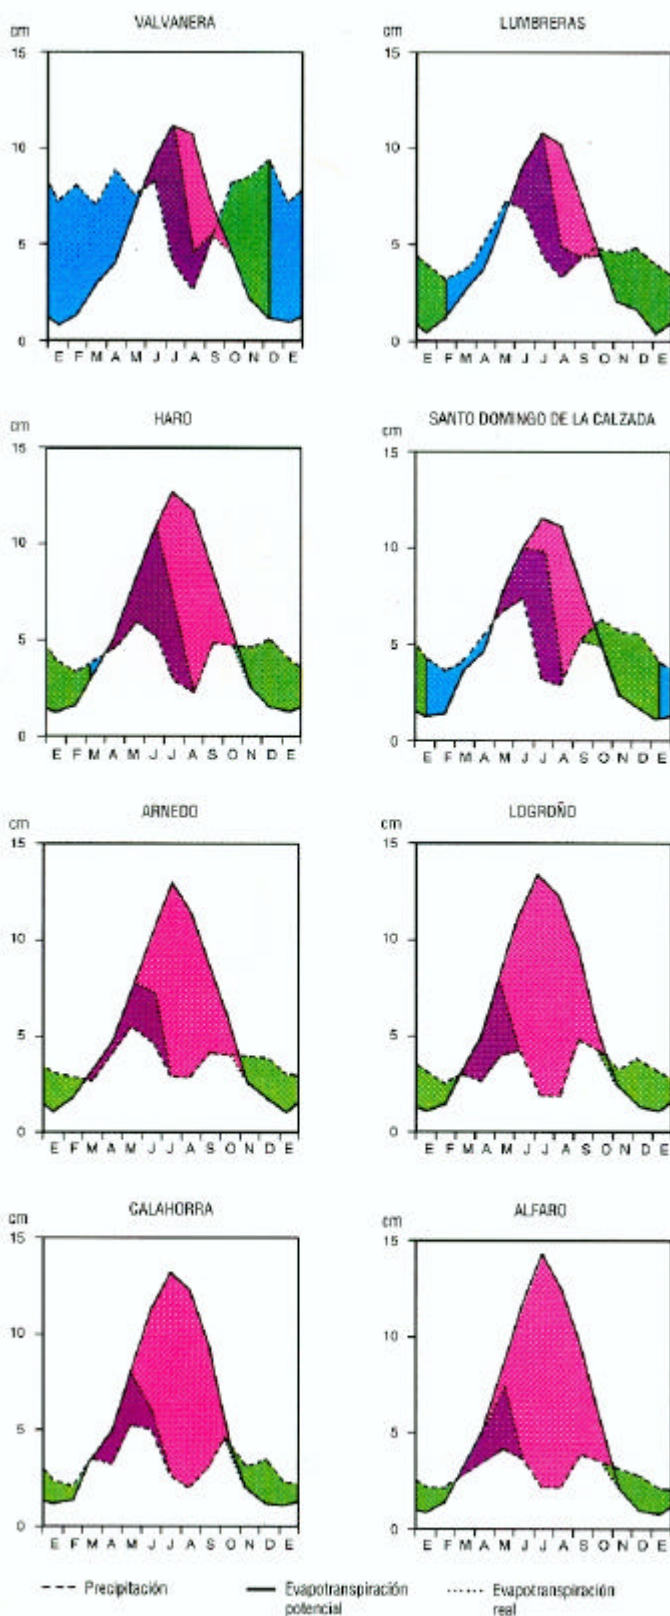 VALVANERA
LUMBRERAS
cm
cm
15
15
10
10
5
5
0
0
E F M A M J J A S O N D E
E F M A M J J A S O N D E
HARO
SANTO DOMINGO DE LA CALZADA
cm
cm
15
15
10
10
5
5
0
0
E F M A M J J A S O N D E
E F M A M J J A S O N D E
ARNEDO
LOGROÑO
cm
cm
15
15
10
10
5
5
0
0
E F M A M J J A S O N D E
E F M A M J J A S O N D E
CALAHORRA
ALFARO
cm
cm
15
15
10
10
5
5
0
0
E F M A M J J A S O N D E
E F M A M J J A S O N D E
Precipitación
Evapotranspiración
potencial
Evapotranspiración
real